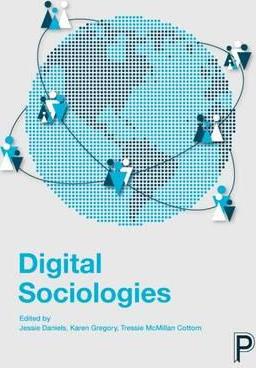 Digital
Sociologies
Edited by
Jessie Daniels, Karen Gregory, Tressie McMillan Cottom
P